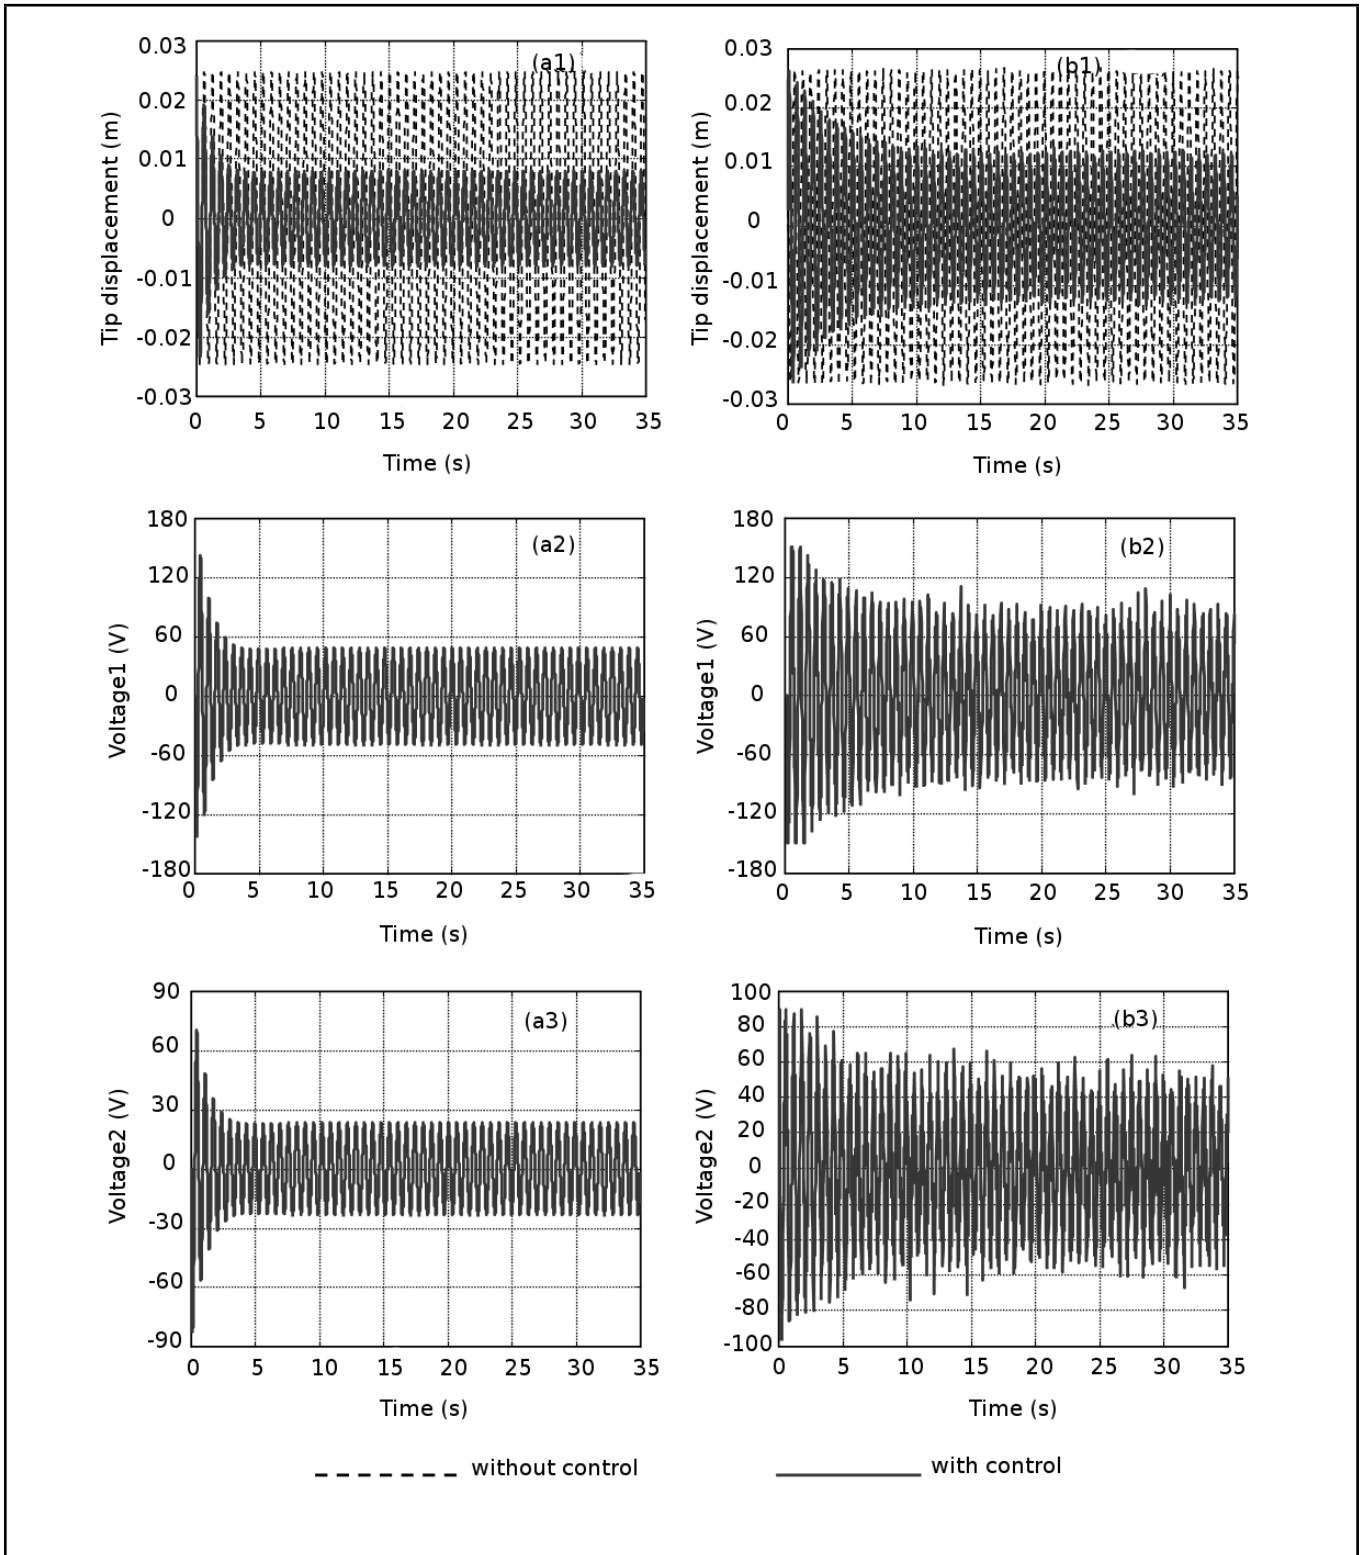 (a1)
0.03
0.02
0.01
0
-0.01
-0.02
-0.03
Tip displacement (m)
0 5 10 15 20 25 30 35
Time (s)
(b1)
0.03
0.02
0.01
0
-0.01
-0.02
-0.03
Tip displacement (m)
0 5 10 15 20 25 30 35
Time (s)
(a2)
180
120
60
0
-60
-120
-180
Voltage1 (V)
0 5 10 15 20 25 30 35
Time (s)
(b2)
180
120
60
0
-60
-120
-180
Voltage1 (V)
0 5 10 15 20 25 30 35
Time (s)
(a3)
90
60
30
0
-30
-60
-90
Voltage2 (V)
0 5 10 15 20 25 30 35
Time (s)
(b3)
100
80
60
40
20
0
-20
-40
-60
-80
-100
Voltage2 (V)
0 5 10 15 20 25 30 35
Time (s)
without control
with control